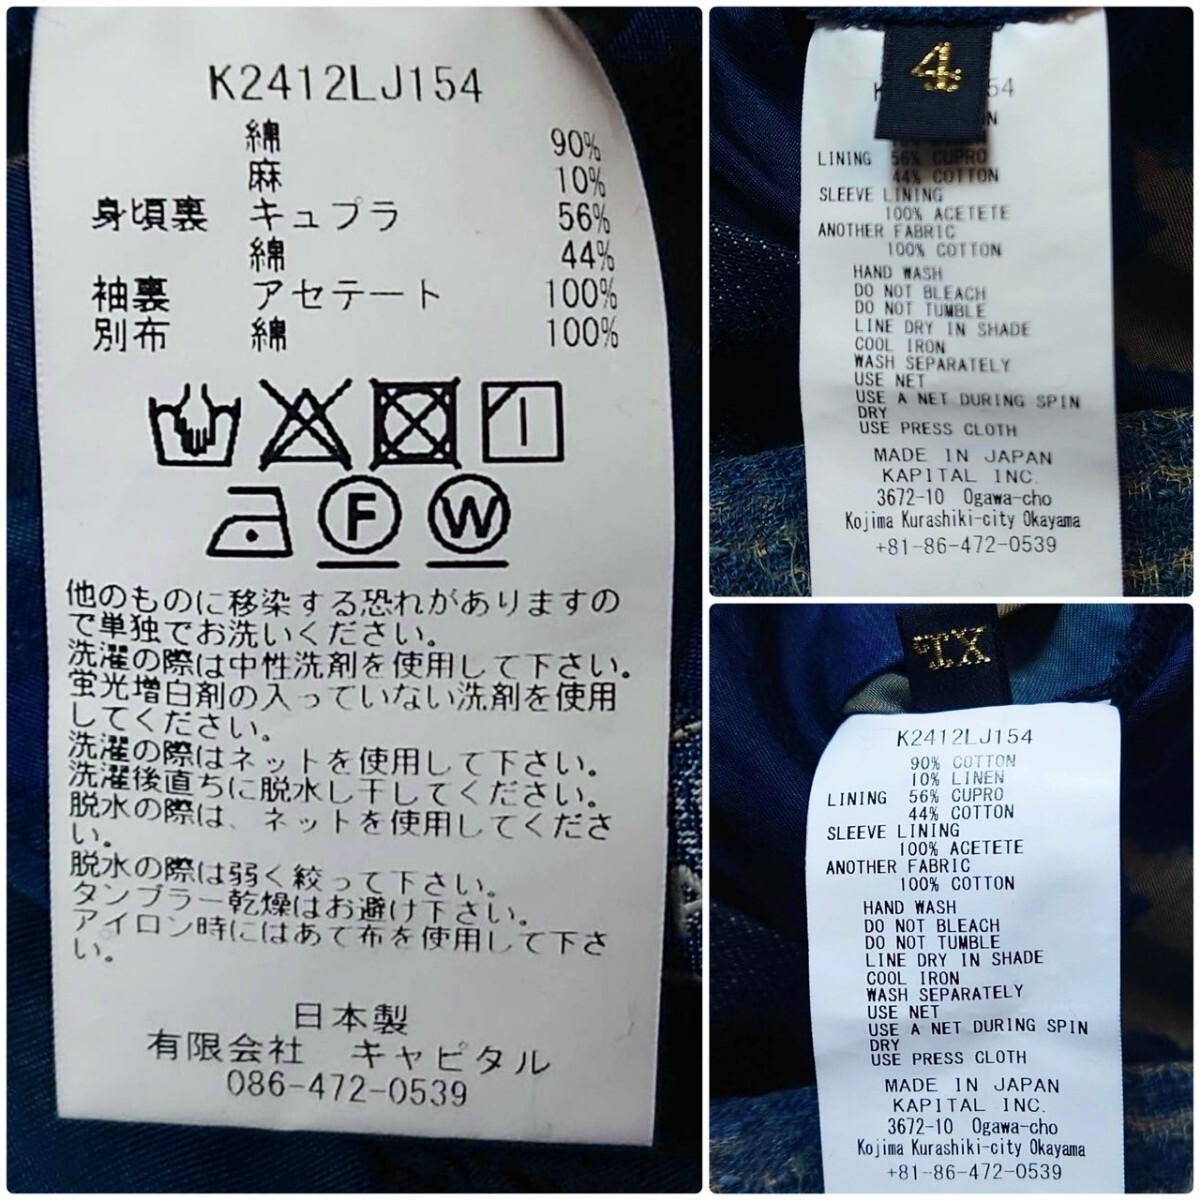 K2412LJ154
綿 90%
麻 10%
身頃裏 キュプラ 56%
綿 44%
袖裏 アセテート 100%
別布 綿 100%
F W
他のものに移染する恐れがありますの
で単独でお洗いください。
洗濯の際は中性洗剤を使用して下さい。
蛍光増白剤の入っていない洗剤を使用
してください。
洗濯の際はネットを使用して下さい。
洗濯後直ちに脱水し干してください。
脱水の際は、ネットを使用してくださ
い。
脱水の際は弱く絞って下さい。
タンブラー乾燥はお避け下さい。
アイロン時にはあて布を使用して下さ
い。
日本製
有限会社 キャピタル
086-472-0539
4
K 54
LINING 56% CUPRO
44% COTTON
SLEEVE LINING
100% ACETETE
ANOTHER FABRIC
100% COTTON
HAND WASH
DO NOT BLEACH
DO NOT TUMBLE
LINE DRY IN SHADE
COOL IRON
WASH SEPARATELY
USE NET
USE A NET DURING SPIN
DRY
USE PRESS CLOTH
MADE IN JAPAN
KAPITAL INC.
3672-10 Ogawa-cho
Kojima Kurashiki-city Okayama
+81-86-472-0539
XL
K2412LJ154
90% COTTON
10% LINEN
LINING 56% CUPRO
44% COTTON
SLEEVE LINING
100% ACETETE
ANOTHER FABRIC
100% COTTON
HAND WASH
DO NOT BLEACH
DO NOT TUMBLE
LINE DRY IN SHADE
COOL IRON
WASH SEPARATELY
USE NET
USE A NET DURING SPIN
DRY
USE PRESS CLOTH
MADE IN JAPAN
KAPITAL INC.
3672-10 Ogawa-cho
Kojima Kurashiki-city Okayama
+81-86-472-0539